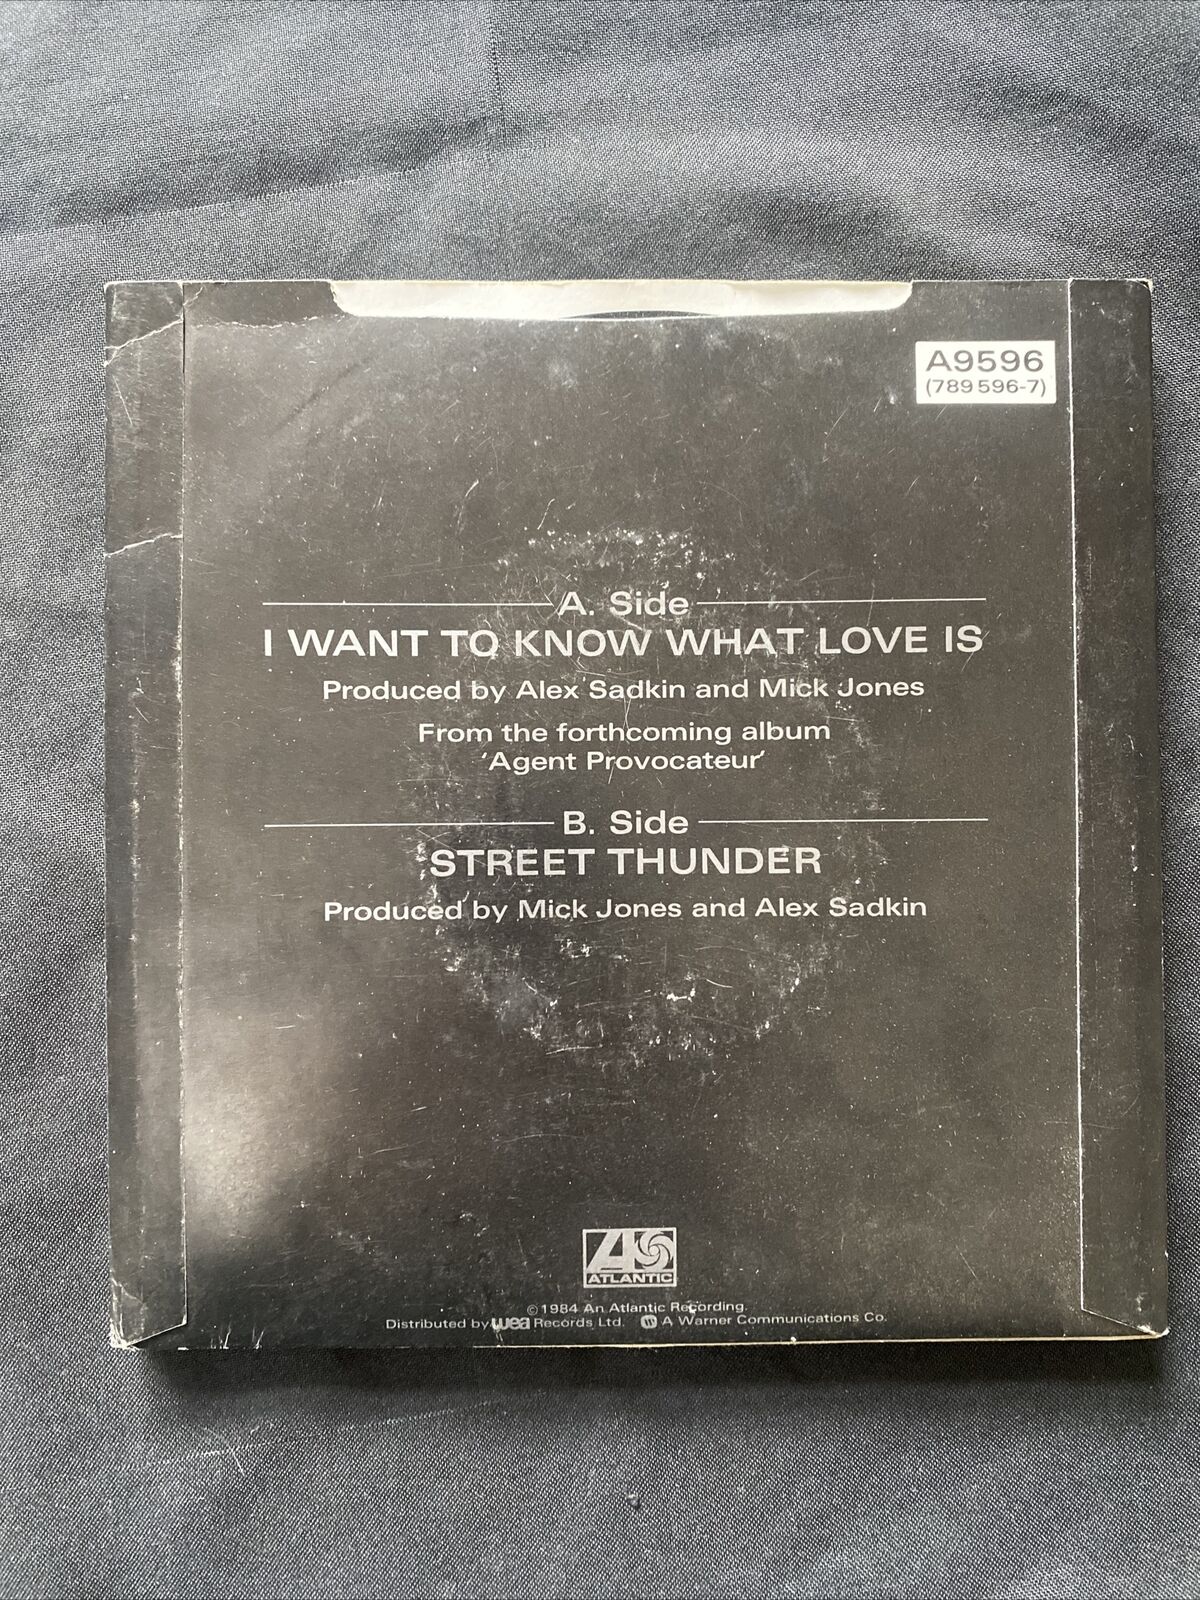 A9596
(789 596-7)
A. Side
I WANT TO KNOW WHAT LOVE IS
Produced by Alex Sadkin and Mick Jones
From the forthcoming album
‘Agent Provocateur’
B. Side
STREET THUNDER
Produced by Mick Jones and Alex Sadkin
ATLANTIC
© 1984 An Atlantic Recording.
Distributed by wea Records Ltd. A Warner Communications Co.